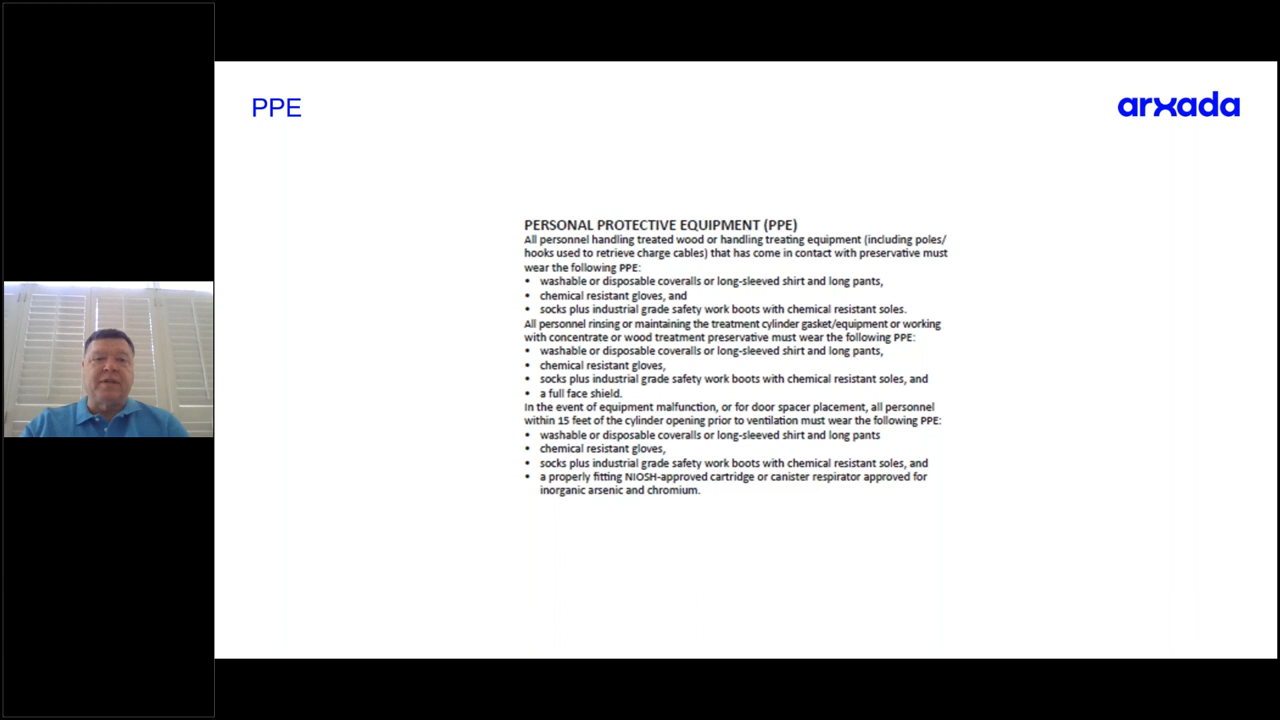 PPE
arxada
PERSONAL PROTECTIVE EQUIPMENT (PPE)
All personnel handling treated wood or handling treating equipment (including poles/
hooks used to retrieve charge cables) that has come in contact with preservative must
wear the following PPE:
• washable or disposable coveralls or long-sleeved shirt and long pants,
• chemical resistant gloves, and
• socks plus industrial grade safety work boots with chemical resistant soles.
All personnel rinsing or maintaining the treatment cylinder gasket/equipment or working
with concentrate or wood treatment preservative must wear the following PPE:
• washable or disposable coveralls or long-sleeved shirt and long pants,
• chemical resistant gloves,
• socks plus industrial grade safety work boots with chemical resistant soles, and
• a full face shield.
In the event of equipment malfunction, or for door spacer placement, all personnel
within 15 feet of the cylinder opening prior to ventilation must wear the following PPE:
• washable or disposable coveralls or long-sleeved shirt and long pants
• chemical resistant gloves,
• socks plus industrial grade safety work boots with chemical resistant soles, and
• a properly fitting NIOSH-approved cartridge or canister respirator approved for
inorganic arsenic and chromium.